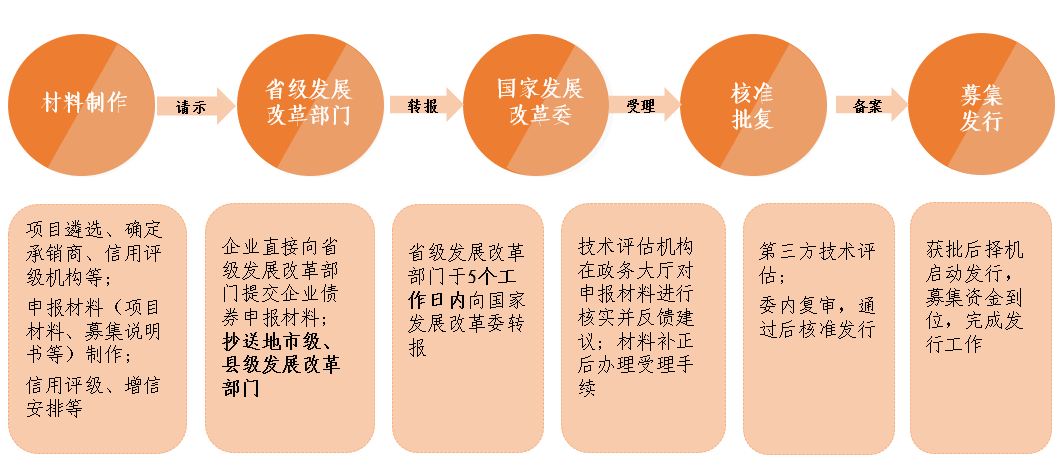 材料制作
请示
省级发展
改革部门
转报
国家发展
改革委
受理
核准
批复
备案
募集
发行
项目遴选、确定
承销商、信用评
级机构等；
申报材料（项目
材料、募集说明
书等）制作；
信用评级、增信
安排等
企业直接向省
级发展改革部
门提交企业债
券申报材料；
抄送地市级、
县级发展改革
部门
省级发展改革
部门于5个工
作日内向国家
发展改革委转
报
技术评估机构
在政务大厅对
申报材料进行
核实并反馈建
议；材料补正
后办理受理手
续
第三方技术评
估；
委内复审，通
过后核准发行
获批后择机
启动发行，
募集资金到
位，完成发
行工作